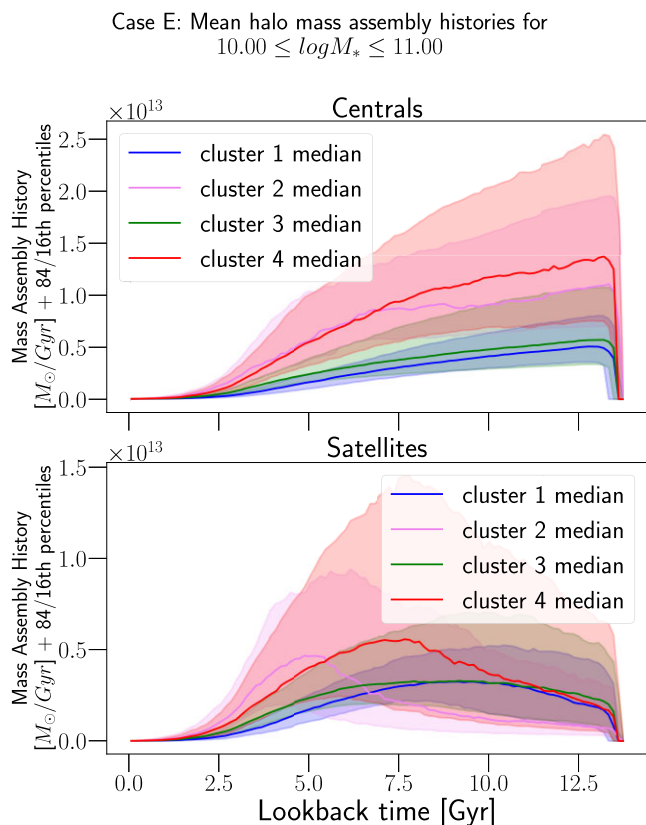 Case E: Mean halo mass assembly histories for
10.00 ≤ logM* ≤ 11.00
×10^13
Centrals
Mass Assembly History
[M⊙/Gyr] + 84/16th percentiles
2.5
2.0
1.5
1.0
0.5
0.0
cluster 1 median
cluster 2 median
cluster 3 median
cluster 4 median
×10^13
Satellites
Mass Assembly History
[M⊙/Gyr] + 84/16th percentiles
1.5
1.0
0.5
0.0
cluster 1 median
cluster 2 median
cluster 3 median
cluster 4 median
0.0 2.5 5.0 7.5 10.0 12.5
Lookback time [Gyr]